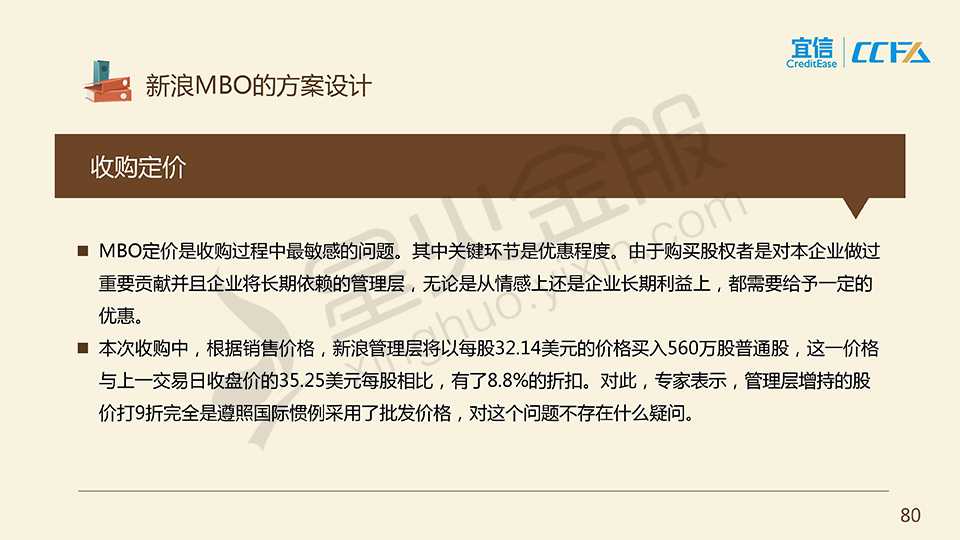 宜信
CreditEase
CCFA
新浪MBO的方案设计
收购定价
MBO定价是收购过程中最敏感的问题。其中关键环节是优惠程度。由于购买股权者是对本企业做过
重要贡献并且企业将长期依赖的管理层，无论是从情感上还是企业长期利益上，都需要给予一定的
优惠。
本次收购中，根据销售价格，新浪管理层将以每股32.14美元的价格买入560万股普通股，这一价格
与上一交易日收盘价的35.25美元每股相比，有了8.8%的折扣。对此，专家表示，管理层增持的股
价打9折完全是遵照国际惯例采用了批发价格，对这个问题不存在什么疑问。
星火金服
xinghuo.yixin.com
80